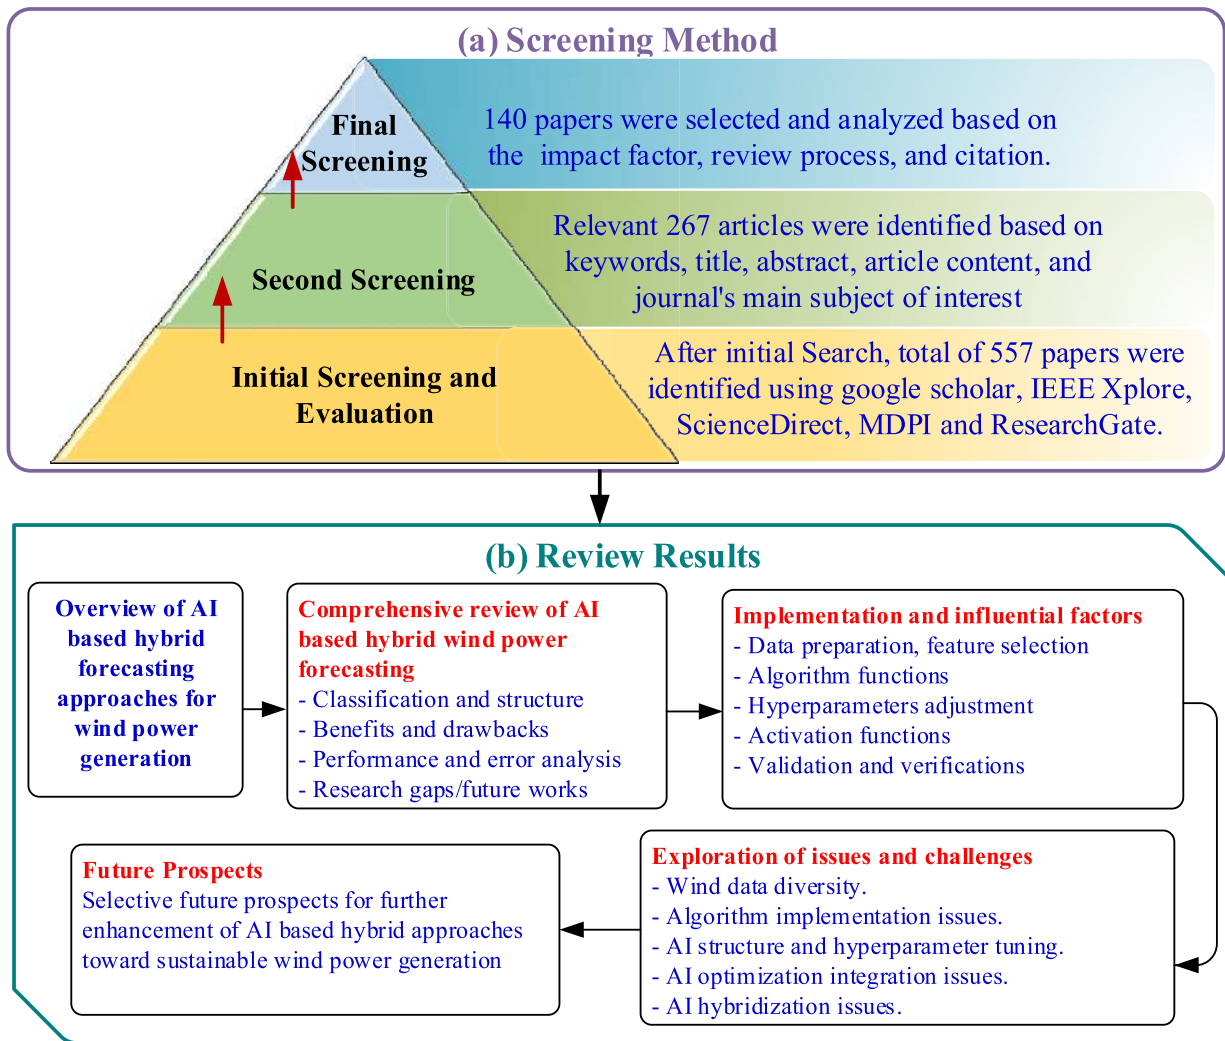 (a) Screening Method
Final
Screening
140 papers were selected and analyzed based on
the impact factor, review process, and citation.
Second Screening
Relevant 267 articles were identified based on
keywords, title, abstract, article content, and
journal's main subject of interest
Initial Screening and
Evaluation
After initial Search, total of 557 papers were
identified using google scholar, IEEE Xplore,
ScienceDirect, MDPI and ResearchGate.
(b) Review Results
Overview of AI
based hybrid
forecasting
approaches for
wind power
generation
Comprehensive review of AI
based hybrid wind power
forecasting
- Classification and structure
- Benefits and drawbacks
- Performance and error analysis
- Research gaps/future works
Implementation and influential factors
- Data preparation, feature selection
- Algorithm functions
- Hyperparameters adjustment
- Activation functions
- Validation and verifications
Exploration of issues and challenges
- Wind data diversity.
- Algorithm implementation issues.
- AI structure and hyperparameter tuning.
- AI optimization integration issues.
- AI hybridization issues.
Future Prospects
Selective future prospects for further
enhancement of AI based hybrid approaches
toward sustainable wind power generation